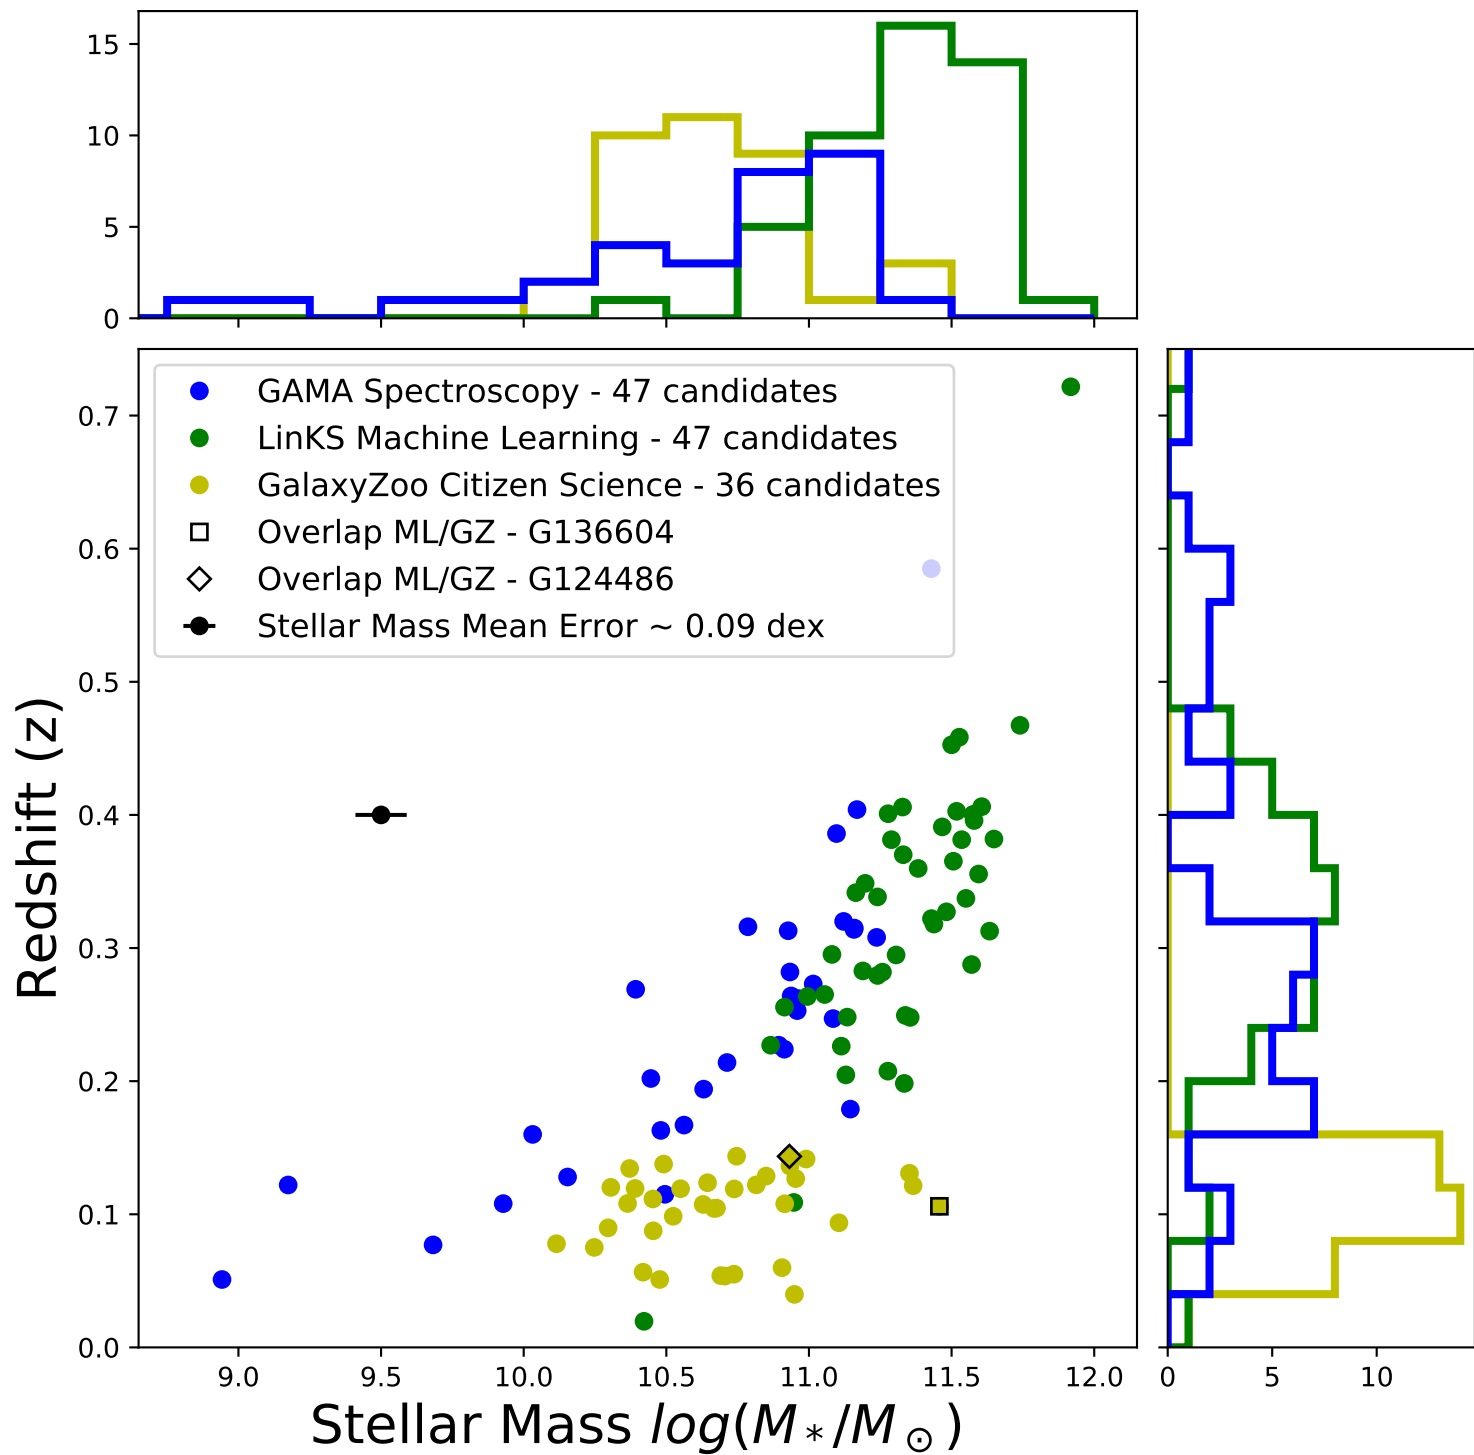 15
10
5
0
GAMA Spectroscopy - 47 candidates
LinKS Machine Learning - 47 candidates
GalaxyZoo Citizen Science - 36 candidates
Overlap ML/GZ - G136604
Overlap ML/GZ - G124486
Stellar Mass Mean Error ~ 0.09 dex
0.7
0.6
0.5
0.4
0.3
0.2
0.1
0.0
Redshift (z)
9.0 9.5 10.0 10.5 11.0 11.5 12.0
0 5 10
Stellar Mass log(M∗/M⊙)